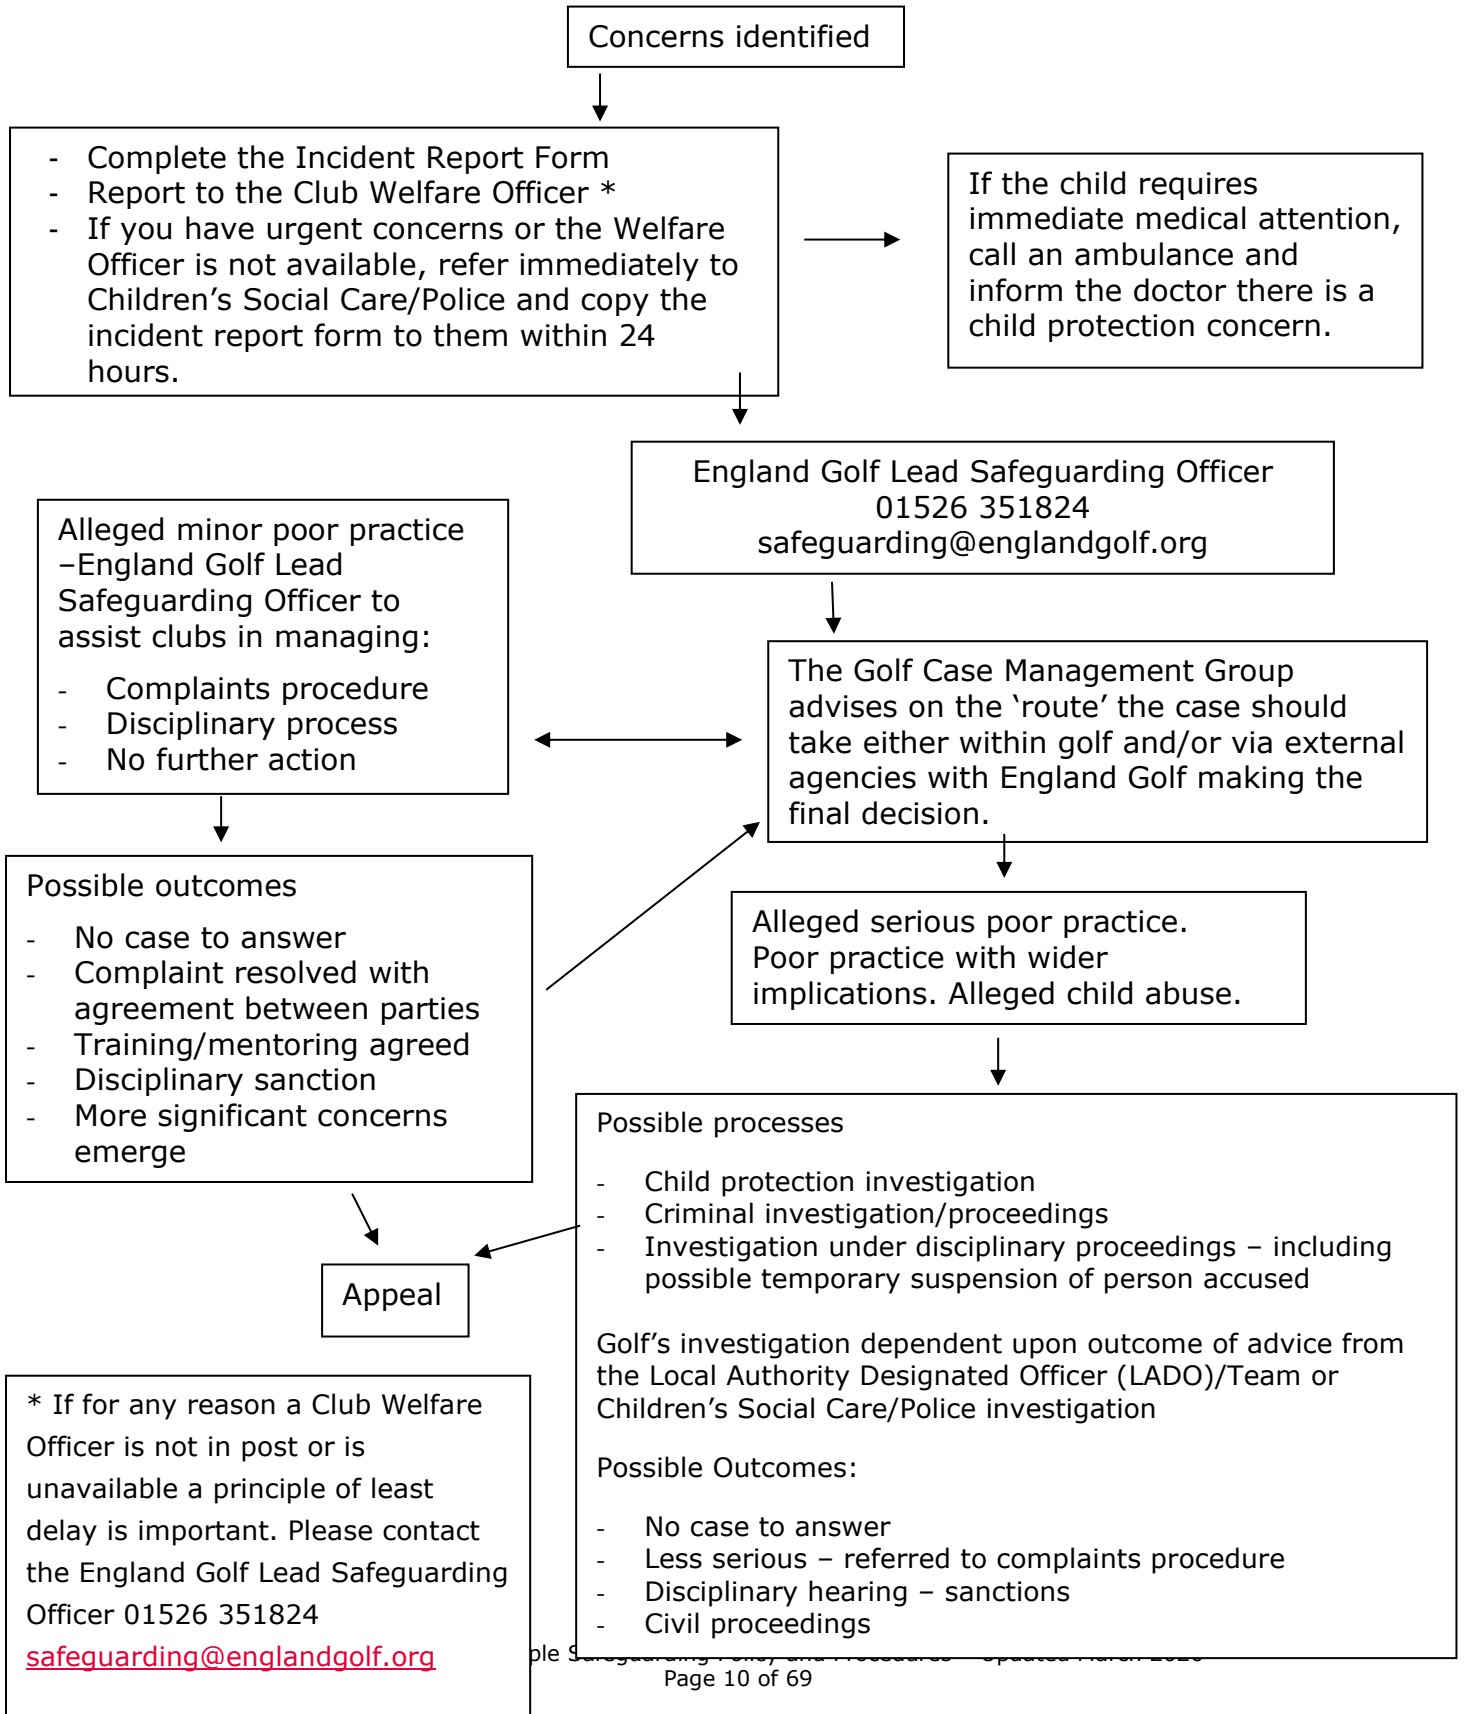 Concerns identified
- Complete the Incident Report Form
- Report to the Club Welfare Officer *
- If you have urgent concerns or the Welfare
Officer is not available, refer immediately to
Children’s Social Care/Police and copy the
incident report form to them within 24
hours.
If the child requires
immediate medical attention,
call an ambulance and
inform the doctor there is a
child protection concern.
England Golf Lead Safeguarding Officer
01526 351824
safeguarding@englandgolf.org
Alleged minor poor practice
–England Golf Lead
Safeguarding Officer to
assist clubs in managing:
- Complaints procedure
- Disciplinary process
- No further action
The Golf Case Management Group
advises on the ‘route’ the case should
take either within golf and/or via external
agencies with England Golf making the
final decision.
Possible outcomes
- No case to answer
- Complaint resolved with
agreement between parties
- Training/mentoring agreed
- Disciplinary sanction
- More significant concerns
emerge
Alleged serious poor practice.
Poor practice with wider
implications. Alleged child abuse.
Possible processes
- Child protection investigation
- Criminal investigation/proceedings
- Investigation under disciplinary proceedings – including
possible temporary suspension of person accused
Golf’s investigation dependent upon outcome of advice from
the Local Authority Designated Officer (LADO)/Team or
Children’s Social Care/Police investigation
Possible Outcomes:
- No case to answer
- Less serious – referred to complaints procedure
- Disciplinary hearing – sanctions
- Civil proceedings
Appeal
* If for any reason a Club Welfare
Officer is not in post or is
unavailable a principle of least
delay is important. Please contact
the England Golf Lead Safeguarding
Officer 01526 351824
safeguarding@englandgolf.org
Page 10 of 69